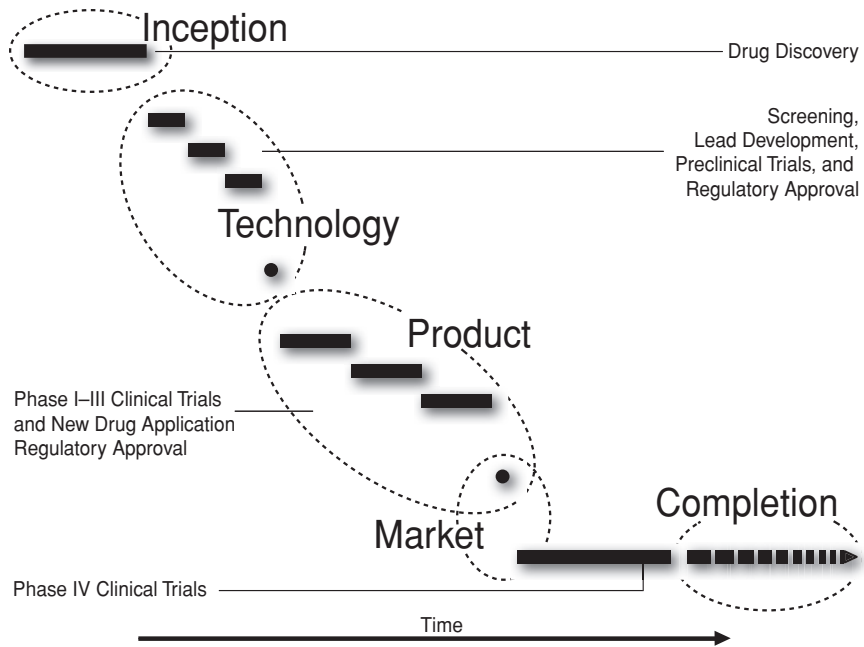 Inception
Drug Discovery
Screening,
Lead Development,
Preclinical Trials, and
Regulatory Approval
Technology
Product
Phase I–III Clinical Trials
and New Drug Application
Regulatory Approval
Completion
Market
Phase IV Clinical Trials
Time